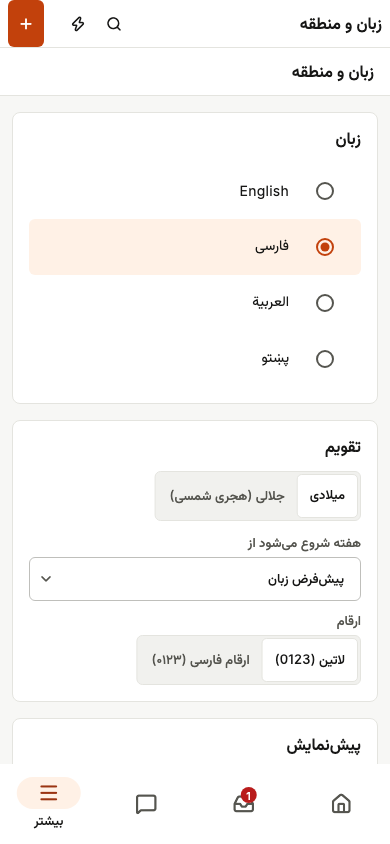 زبان و منطقه
زبان و منطقه
زبان
English
فارسی
العربية
پښتو
تقویم
میلادی
جلالی (هجری شمسی)
هفته شروع می‌شود از
پیش‌فرض زبان
ارقام
لاتین (0123)
ارقام فارسی (۰۱۲۳)
پیش‌نمایش
1
بیشتر